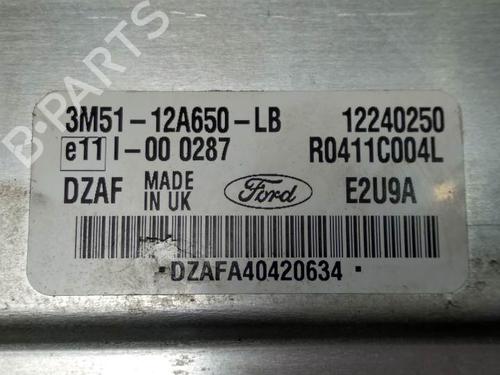 3M51-12A650-LB 12240250
e11 I-00 0287 R0411C004L
DZAF MADE IN UK Ford E2U9A
·DZAFA40420634·
B-PARTS